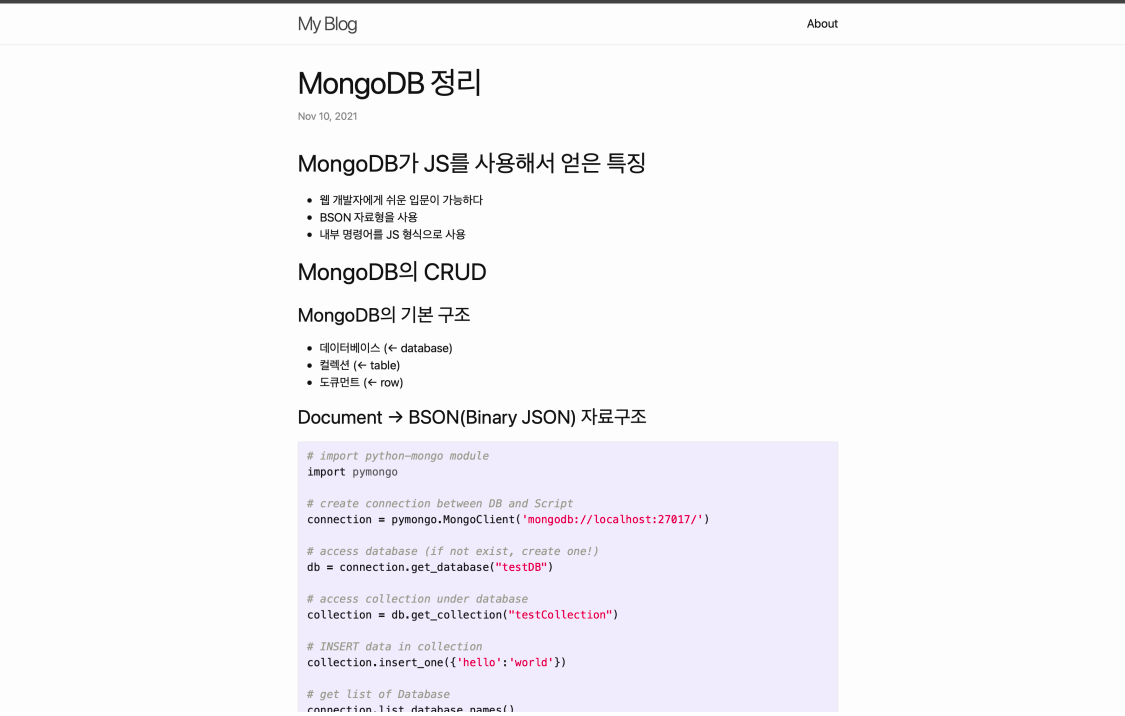 My Blog
About
MongoDB 정리
Nov 10, 2021
MongoDB가 JS를 사용해서 얻은 특징
• 웹 개발자에게 쉬운 입문이 가능하다
• BSON 자료형을 사용
• 내부 명령어를 JS 형식으로 사용
MongoDB의 CRUD
MongoDB의 기본 구조
• 데이터베이스 (← database)
• 컬렉션 (← table)
• 도큐먼트 (← row)
Document → BSON(Binary JSON) 자료구조
# import python-mongo module
import pymongo
# create connection between DB and Script
connection = pymongo.MongoClient('mongodb://localhost:27017/')
# access database (if not exist, create one!)
db = connection.get_database("testDB")
# access collection under database
collection = db.get_collection("testCollection")
# INSERT data in collection
collection.insert_one({'hello':'world'})
# get list of Database
connection.list_database_names()